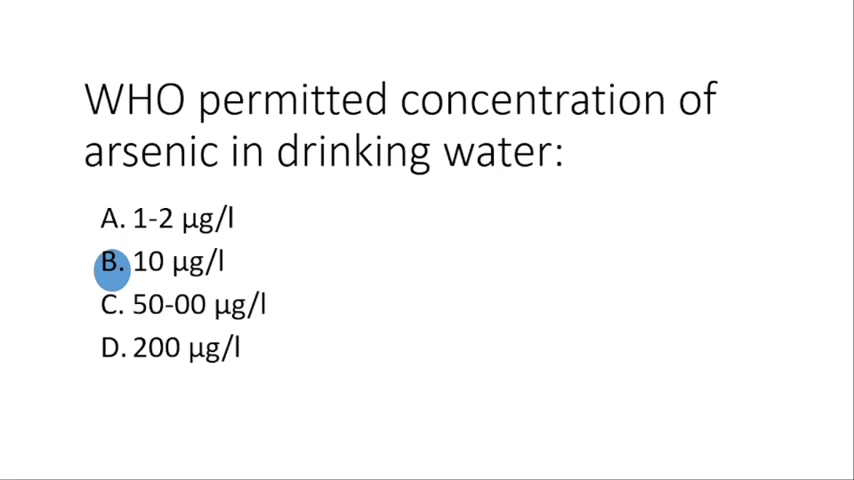 WHO permitted concentration of
arsenic in drinking water:
A. 1-2 μg/l
B. 10 μg/l
C. 50-00 μg/l
D. 200 μg/l